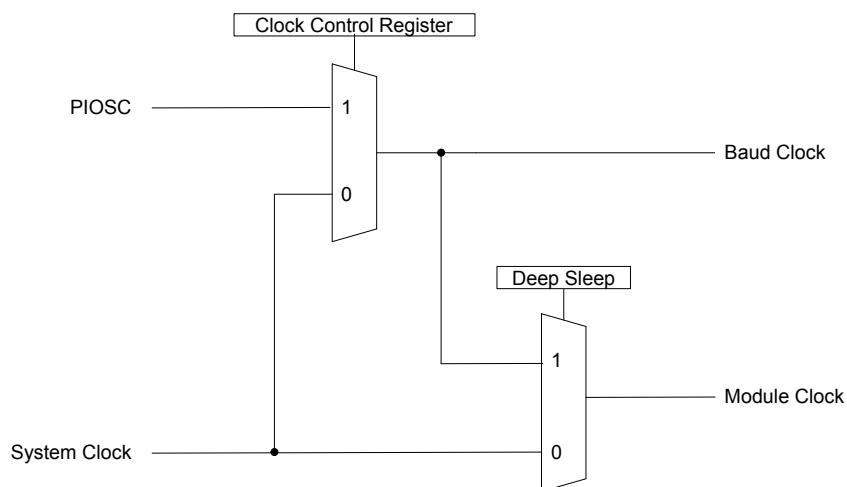 Clock Control Register
PIOSC
1
Baud Clock
0
Deep Sleep
1
Module Clock
System Clock
0